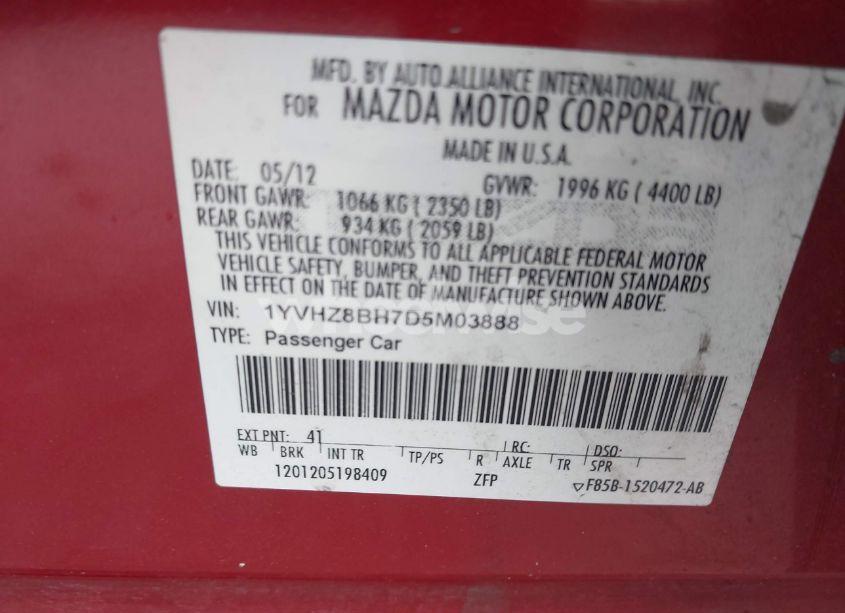 MFD. BY AUTO ALLIANCE INTERNATIONAL, INC.
FOR MAZDA MOTOR CORPORATION
MADE IN U.S.A.
DATE: 05/12 GVWR: 1996 KG ( 4400 LB)
FRONT GAWR: 1066 KG ( 2350 LB)
REAR GAWR: 934 KG ( 2059 LB)
THIS VEHICLE CONFORMS TO ALL APPLICABLE FEDERAL MOTOR
VEHICLE SAFETY, BUMPER, AND THEFT PREVENTION STANDARDS
IN EFFECT ON THE DATE OF MANUFACTURE SHOWN ABOVE.
VIN: 1YVHZ8BH7D5M03888
TYPE: Passenger Car
EXT PNT: 41 RC: DSO:
WB BRK INT TR TP/PS R AXLE TR SPR
1201205198409 ZFP F85B-1520472-AB